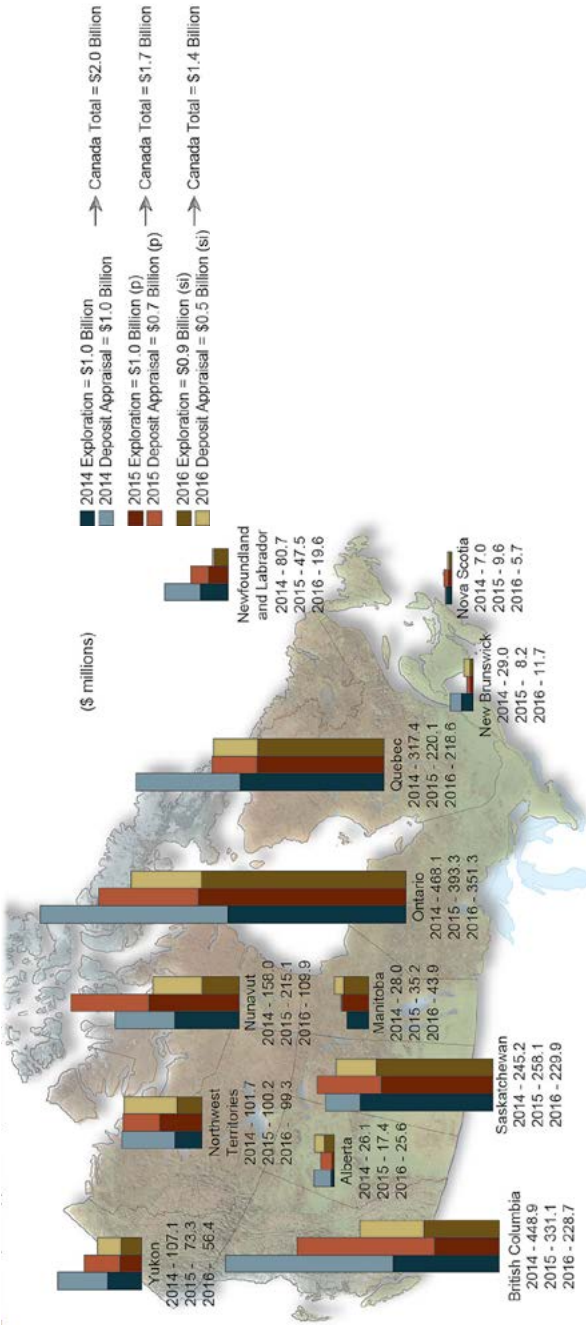 2014 Exploration = $1.0 Billion
2014 Deposit Appraisal = $1.0 Billion
Canada Total = $2.0 Billion
2015 Exploration = $1.0 Billion (p)
2015 Deposit Appraisal = $0.7 Billion (p)
Canada Total = $1.7 Billion
2016 Exploration = $0.9 Billion (si)
2016 Deposit Appraisal = $0.5 Billion (si)
Canada Total = $1.4 Billion
($ millions)
Yukon
2014 - 107.1
2015 - 73.3
2016 - 56.4
Northwest
Territories
2014 - 101.7
2015 - 100.2
2016 - 99.3
Nunavut
2014 - 158.0
2015 - 215.1
2016 - 109.9
Newfoundland
and Labrador
2014 - 80.7
2015 - 47.5
2016 - 19.6
British Columbia
2014 - 448.9
2015 - 331.1
2016 - 228.7
Alberta
2014 - 26.1
2015 - 17.4
2016 - 25.6
Saskatchewan
2014 - 245.2
2015 - 258.1
2016 - 229.9
Manitoba
2014 - 28.0
2015 - 35.2
2016 - 43.9
Ontario
2014 - 468.1
2015 - 393.3
2016 - 351.3
Quebec
2014 - 317.4
2015 - 220.1
2016 - 218.6
New Brunswick
2014 - 29.0
2015 - 8.2
2016 - 11.7
Nova Scotia
2014 - 7.0
2015 - 9.6
2016 - 5.7